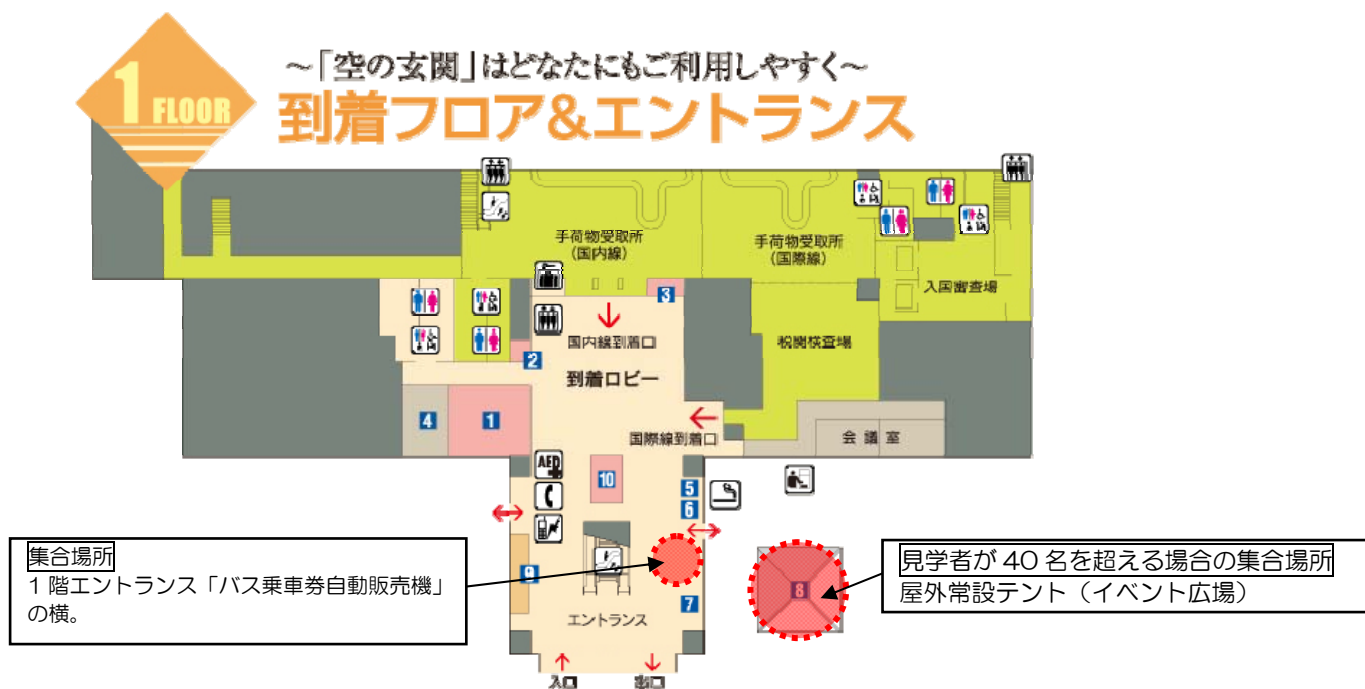 1 FLOOR
～「空の玄関」はどなたにもご利用しやすく～
到着フロア&エントランス
手荷物受取所
(国内線)
手荷物受取所
(国際線)
入国審査場
3
国内線到着口
税関検査場
2
到着ロビー
4
1
国際線到着口
会議室
AED
10
5
6
集合場所
1階エントランス「バス乗車券自動販売機」
の横。
9
7
エントランス
8
見学者が40名を超える場合の集合場所
屋外常設テント（イベント広場）
入口
出口